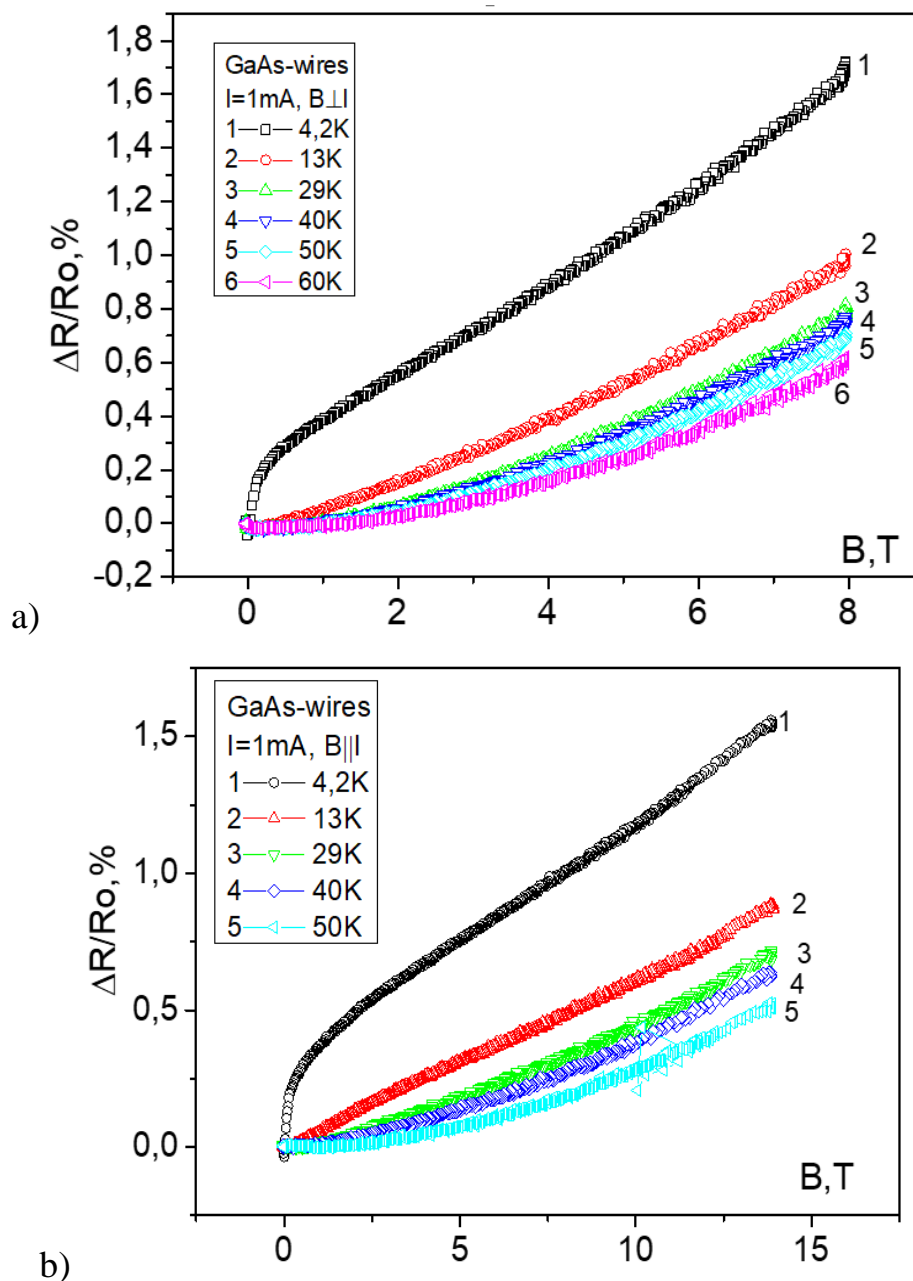 1,8
1,6
1,4
1,2
1,0
0,8
0,6
0,4
0,2
0,0
-0,2
ΔR/Ro,%
GaAs-wires
I=1mA, B⊥I
1 4,2K
2 13K
3 29K
4 40K
5 50K
6 60K
1
2
3
4
5
6
B,T
0 2 4 6 8
a)
1,5
1,0
0,5
0,0
ΔR/Ro,%
GaAs-wires
I=1mA, B||I
1 4,2K
2 13K
3 29K
4 40K
5 50K
1
2
3
4
5
B,T
0 5 10 15
b)